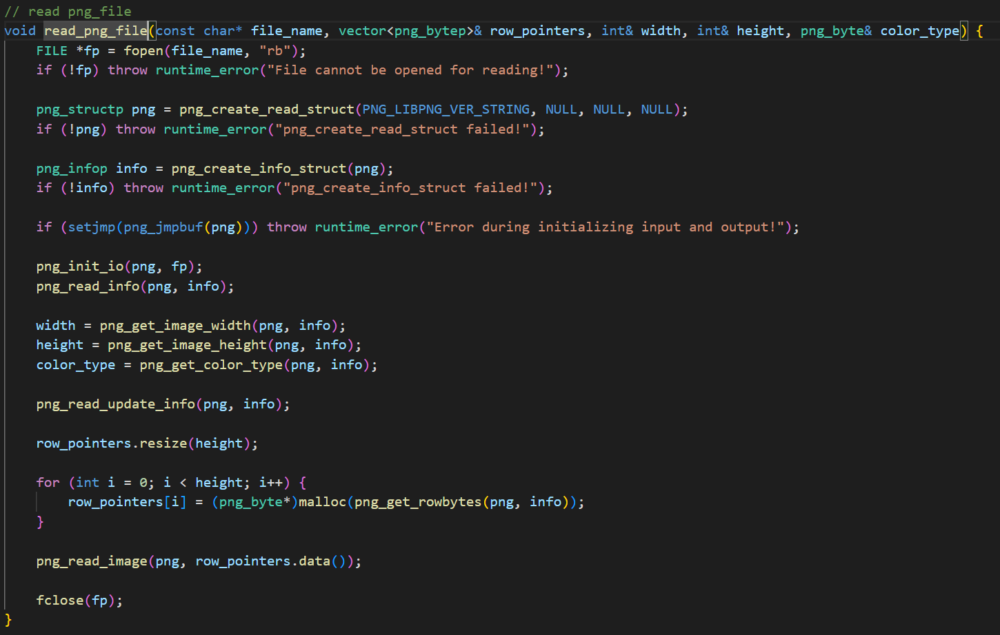 // read png_file
void read_png_file(const char* file_name, vector<png_bytep>& row_pointers, int& width, int& height, png_byte& color_type) {
    FILE *fp = fopen(file_name, "rb");
    if (!fp) throw runtime_error("File cannot be opened for reading!");

    png_structp png = png_create_read_struct(PNG_LIBPNG_VER_STRING, NULL, NULL, NULL);
    if (!png) throw runtime_error("png_create_read_struct failed!");

    png_infop info = png_create_info_struct(png);
    if (!info) throw runtime_error("png_create_info_struct failed!");

    if (setjmp(png_jmpbuf(png))) throw runtime_error("Error during initializing input and output!");

    png_init_io(png, fp);
    png_read_info(png, info);

    width = png_get_image_width(png, info);
    height = png_get_image_height(png, info);
    color_type = png_get_color_type(png, info);

    png_read_update_info(png, info);

    row_pointers.resize(height);

    for (int i = 0; i < height; i++) {
        row_pointers[i] = (png_byte*)malloc(png_get_rowbytes(png, info));
    }

    png_read_image(png, row_pointers.data());

    fclose(fp);
}